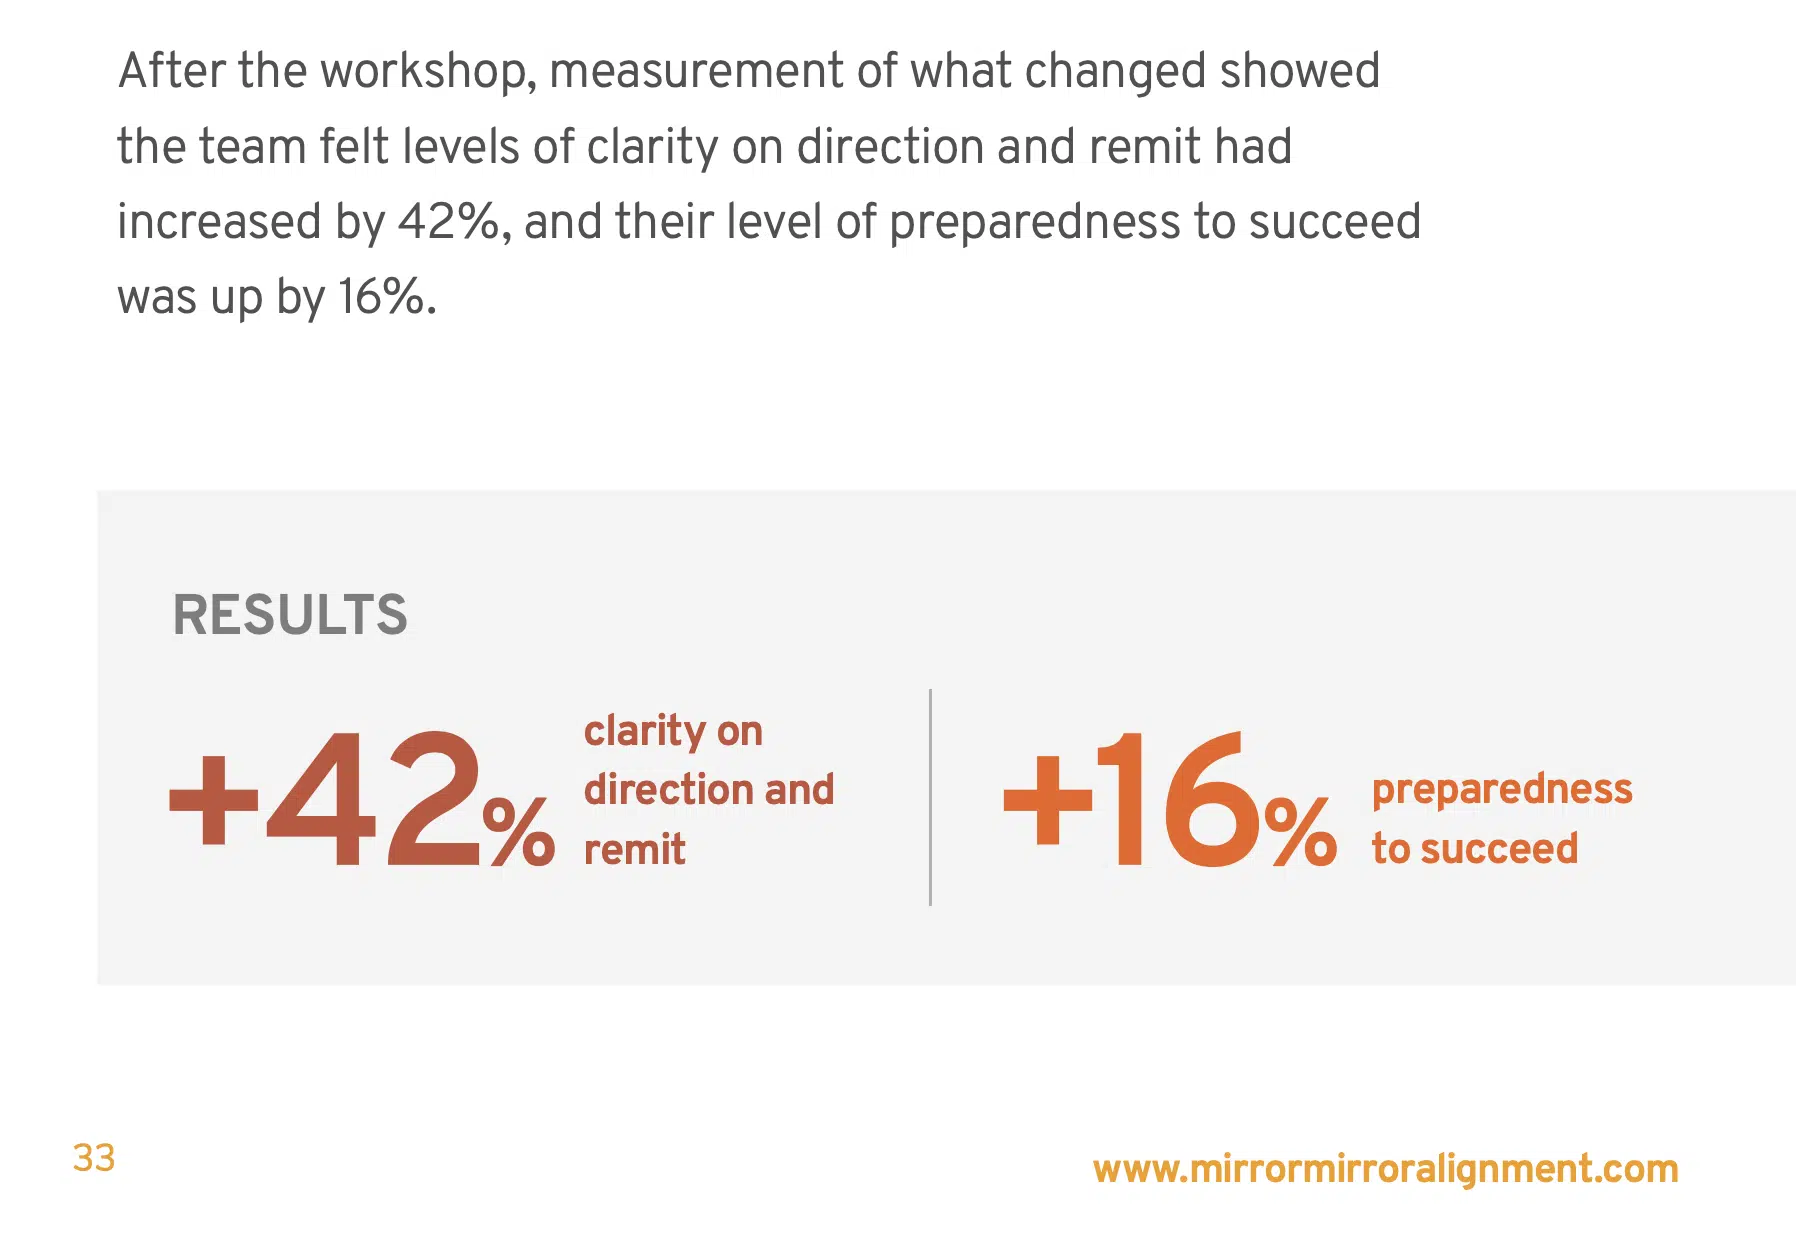 After the workshop, measurement of what changed showed
the team felt levels of clarity on direction and remit had
increased by 42%, and their level of preparedness to succeed
was up by 16%.
RESULTS
+42%
clarity on
direction and
remit
+16%
preparedness
to succeed
33
www.mirrormirroralignment.com